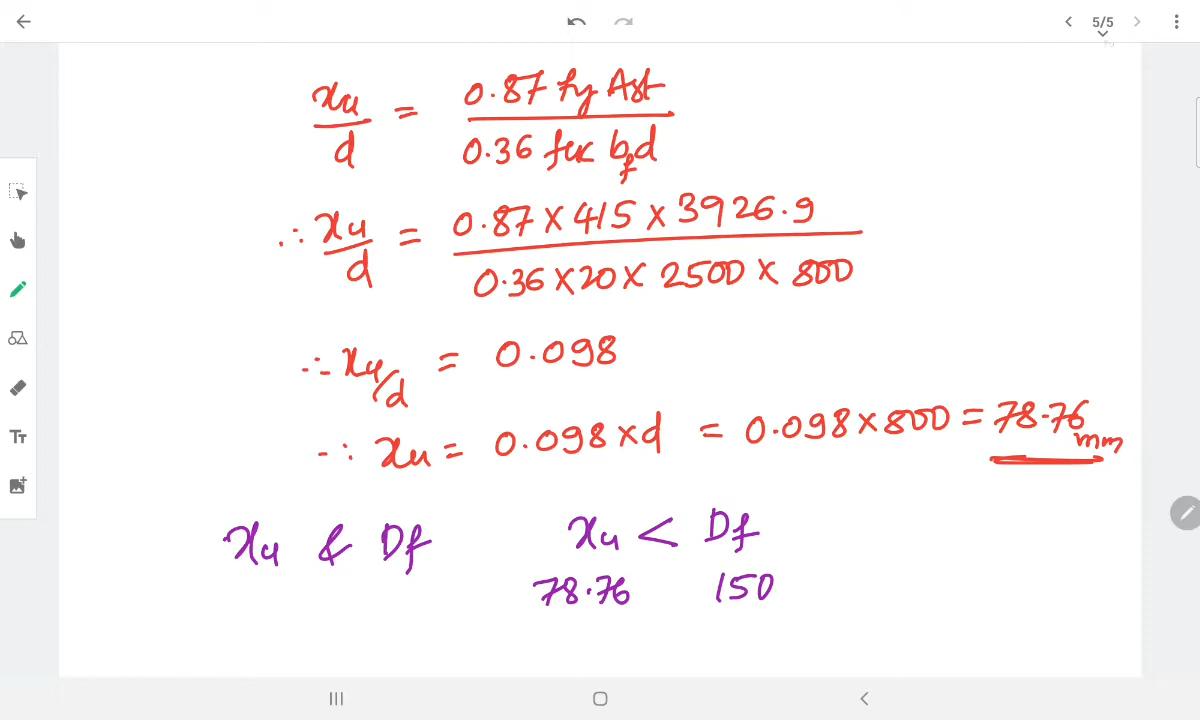 5/5
xu/d = 0.87 fy Ast / 0.36 fck bf d
∴ xu/d = 0.87 × 415 × 3926.9 / 0.36 × 20 × 2500 × 800
∴ xu/d = 0.098
∴ xu = 0.098 × d = 0.098 × 800 = 78.76 mm
xu & Df xu < Df
78.76 150
Tт